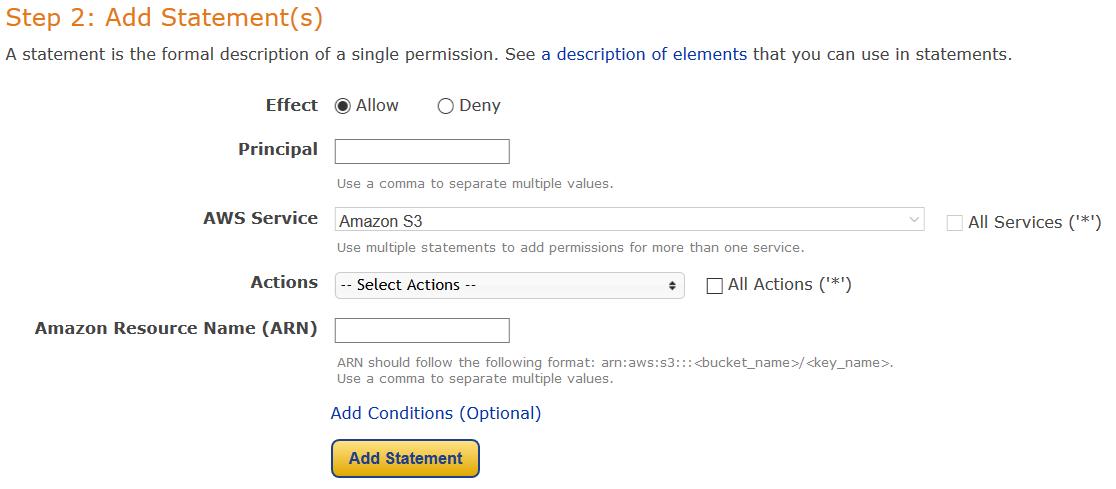 Step 2: Add Statement(s)
A statement is the formal description of a single permission. See a description of elements that you can use in statements.
Effect Allow Deny
Principal
Use a comma to separate multiple values.
AWS Service Amazon S3 All Services ('*')
Use multiple statements to add permissions for more than one service.
Actions -- Select Actions -- All Actions ('*')
Amazon Resource Name (ARN)
ARN should follow the following format: arn:aws:s3:::<bucket_name>/<key_name>.
Use a comma to separate multiple values.
Add Conditions (Optional)
Add Statement